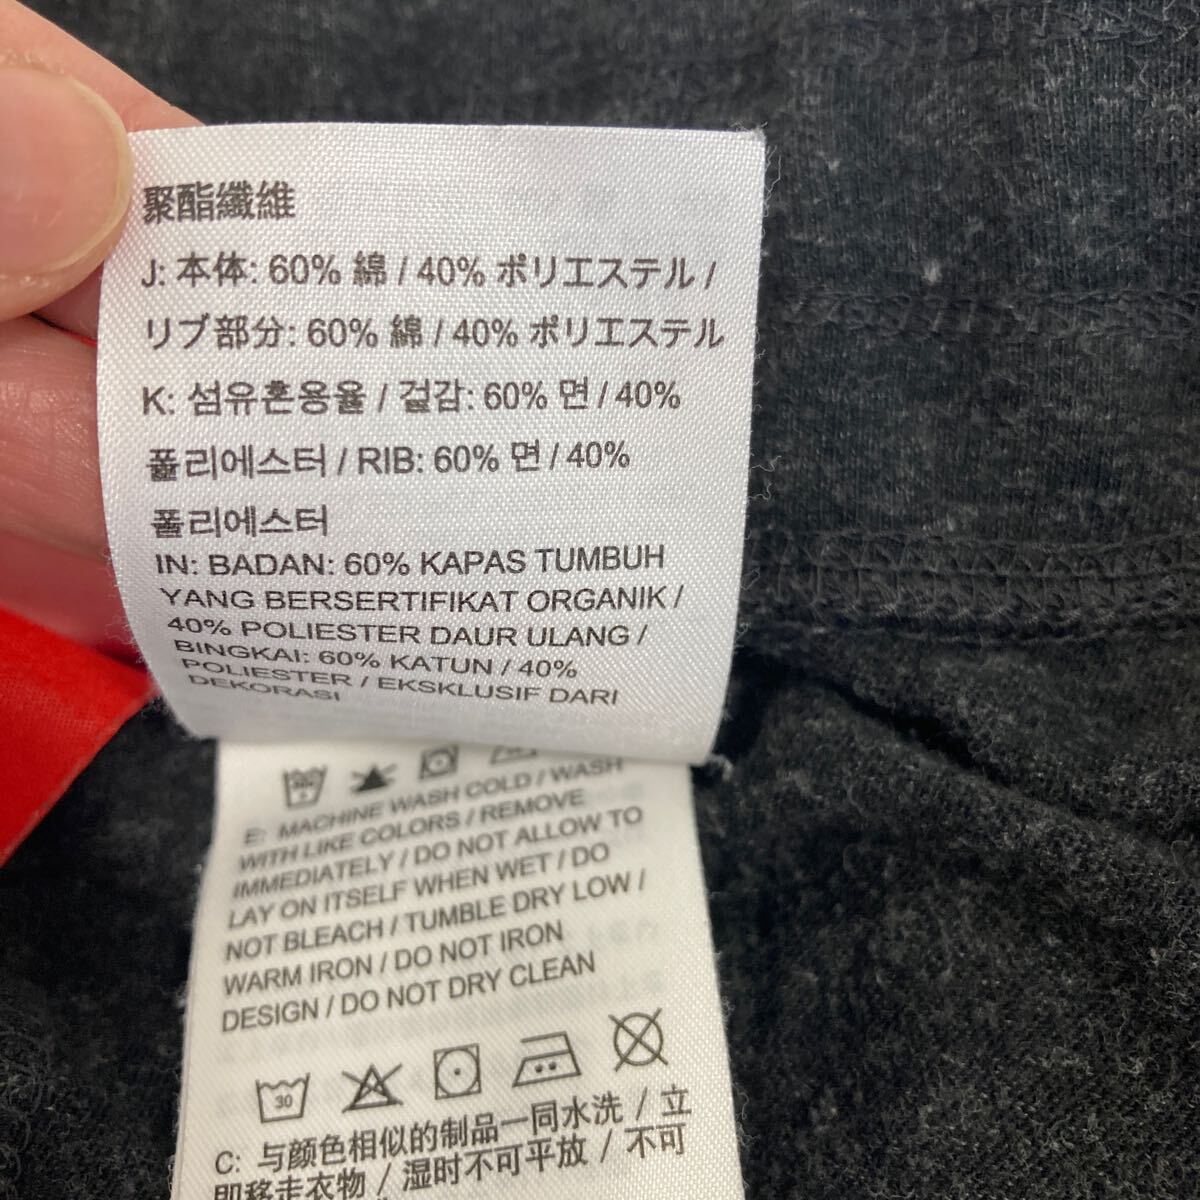 聚酯纖維
J: 本体: 60% 綿 / 40% ポリエステル /
リブ部分: 60% 綿 / 40% ポリエステル
K: 섬유혼용율 / 겉감: 60% 면 / 40%
폴리에스터 / RIB: 60% 면 / 40%
폴리에스터
IN: BADAN: 60% KAPAS TUMBUH
YANG BERSERTIFIKAT ORGANIK /
40% POLIESTER DAUR ULANG /
BINGKAI: 60% KATUN / 40%
POLIESTER / EKSKLUSIF DARI
DEKORASI
E: MACHINE WASH COLD / WASH
WITH LIKE COLORS / REMOVE
IMMEDIATELY / DO NOT ALLOW TO
LAY ON ITSELF WHEN WET / DO
NOT BLEACH / TUMBLE DRY LOW /
WARM IRON / DO NOT IRON
DESIGN / DO NOT DRY CLEAN
30
C: 与颜色相似的制品一同水洗 / 立
即移走衣物 / 湿时不可平放 / 不可